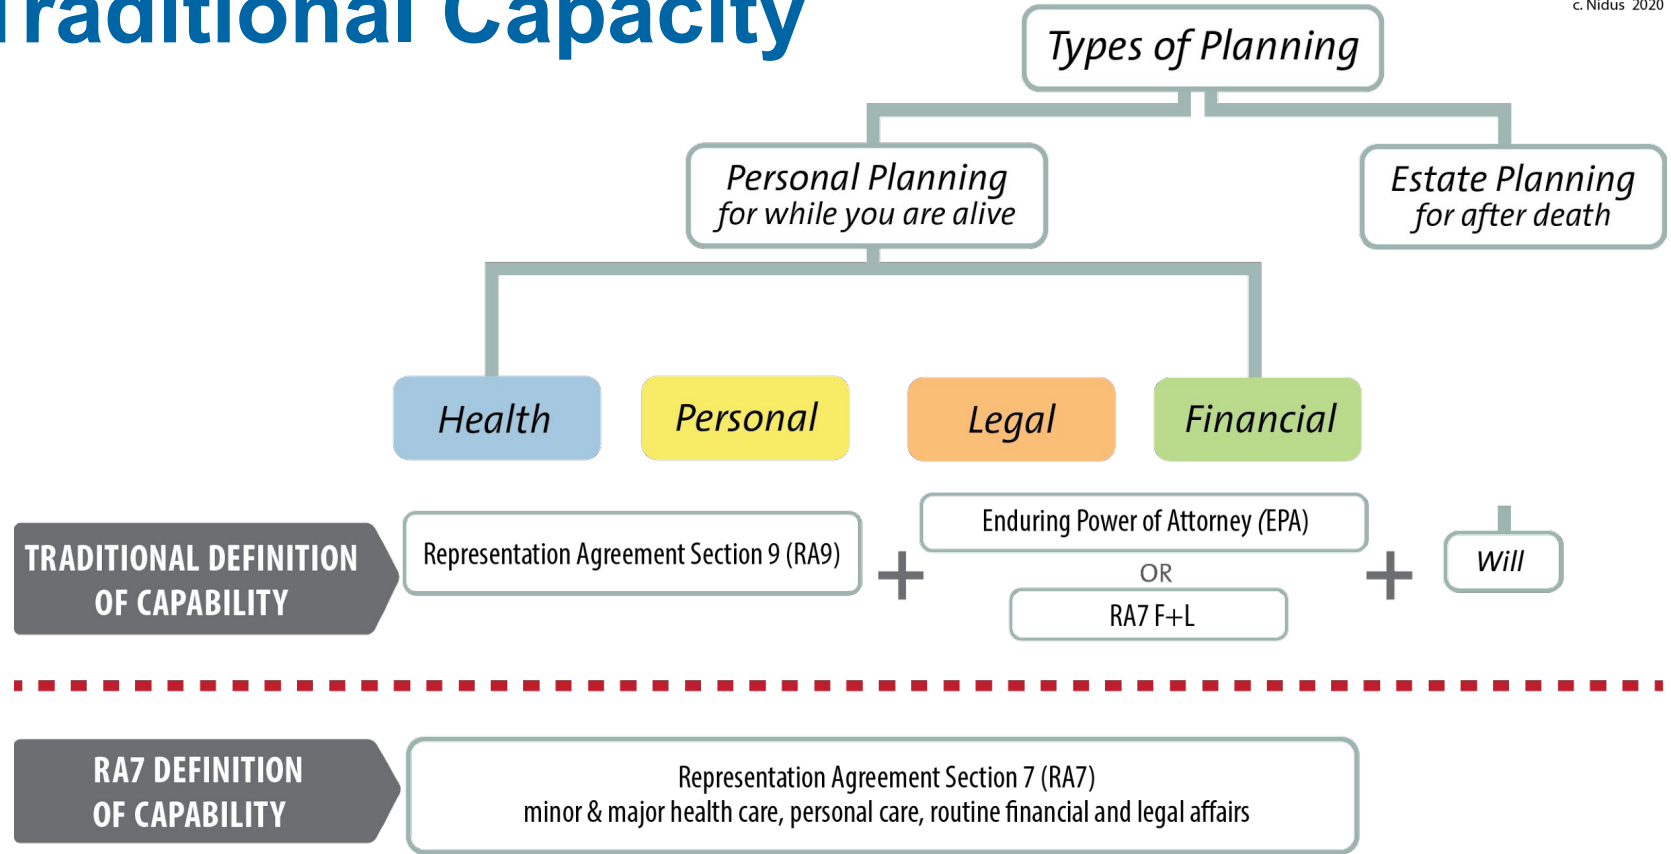 Traditional Capacity
c. Nidus 2020
Types of Planning
Personal Planning
for while you are alive
Estate Planning
for after death
Health
Personal
Legal
Financial
TRADITIONAL DEFINITION
OF CAPABILITY
Representation Agreement Section 9 (RA9)
+
Enduring Power of Attorney (EPA)
OR
RA7 F+L
+
Will
RA7 DEFINITION
OF CAPABILITY
Representation Agreement Section 7 (RA7)
minor & major health care, personal care, routine financial and legal affairs